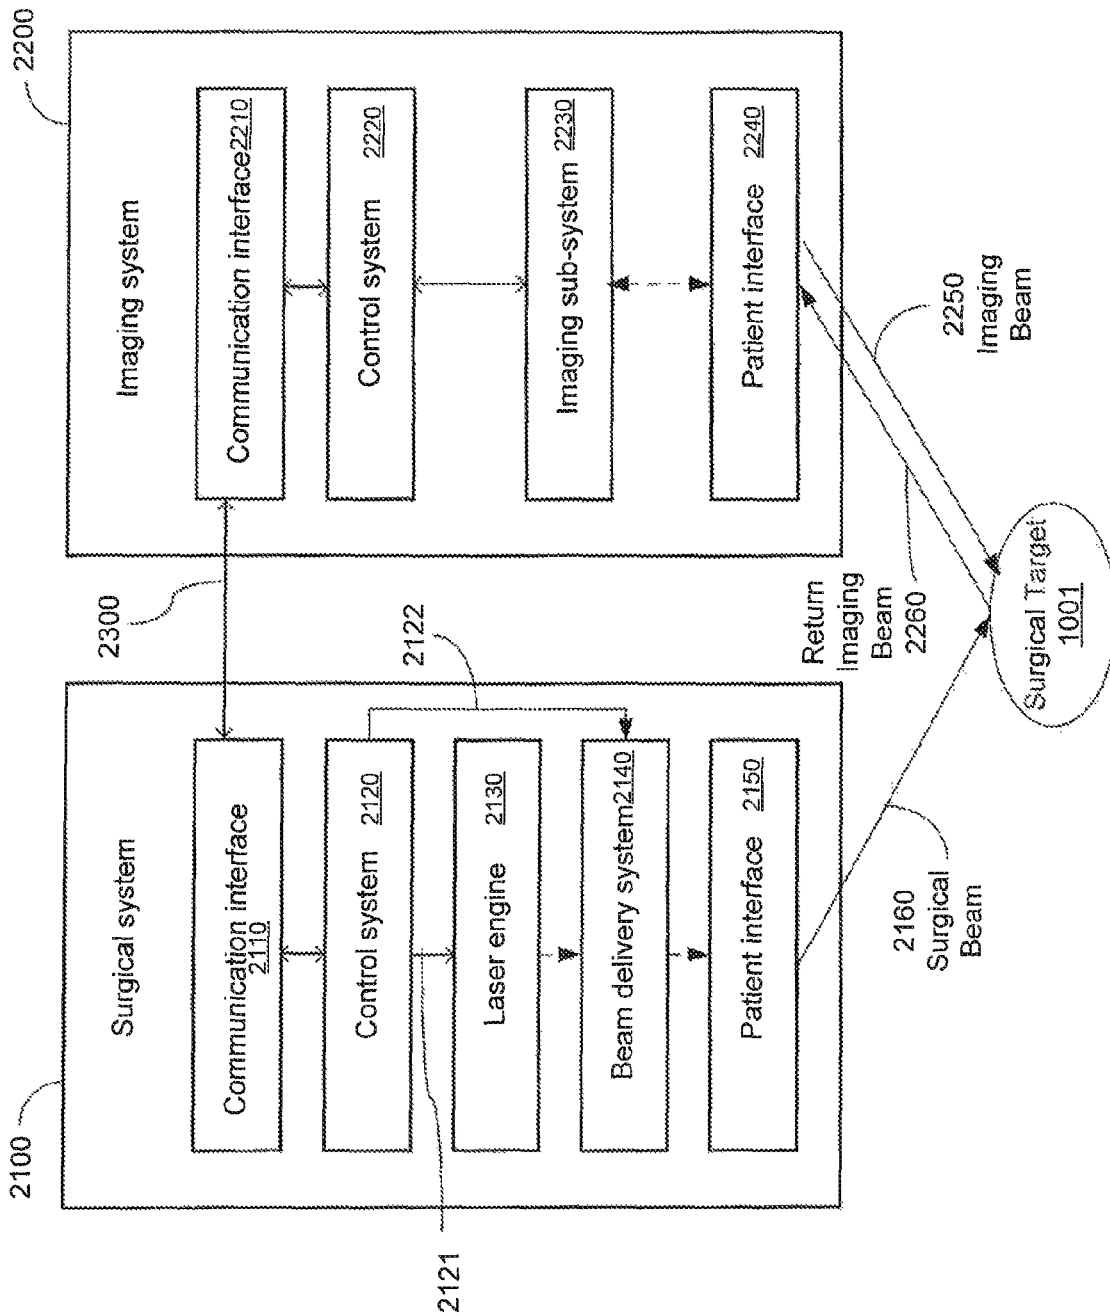 2100
Surgical system
Communication interface
2110
Control system 2120
Laser engine 2130
Beam delivery system2140
Patient interface 2150
2121
2122
2160
Surgical
Beam
2300
2200
Imaging system
Communication interface2210
Control system 2220
Imaging sub-system 2230
Patient interface 2240
Return
Imaging
Beam
2260
2250
Imaging
Beam
Surgical Target
1001